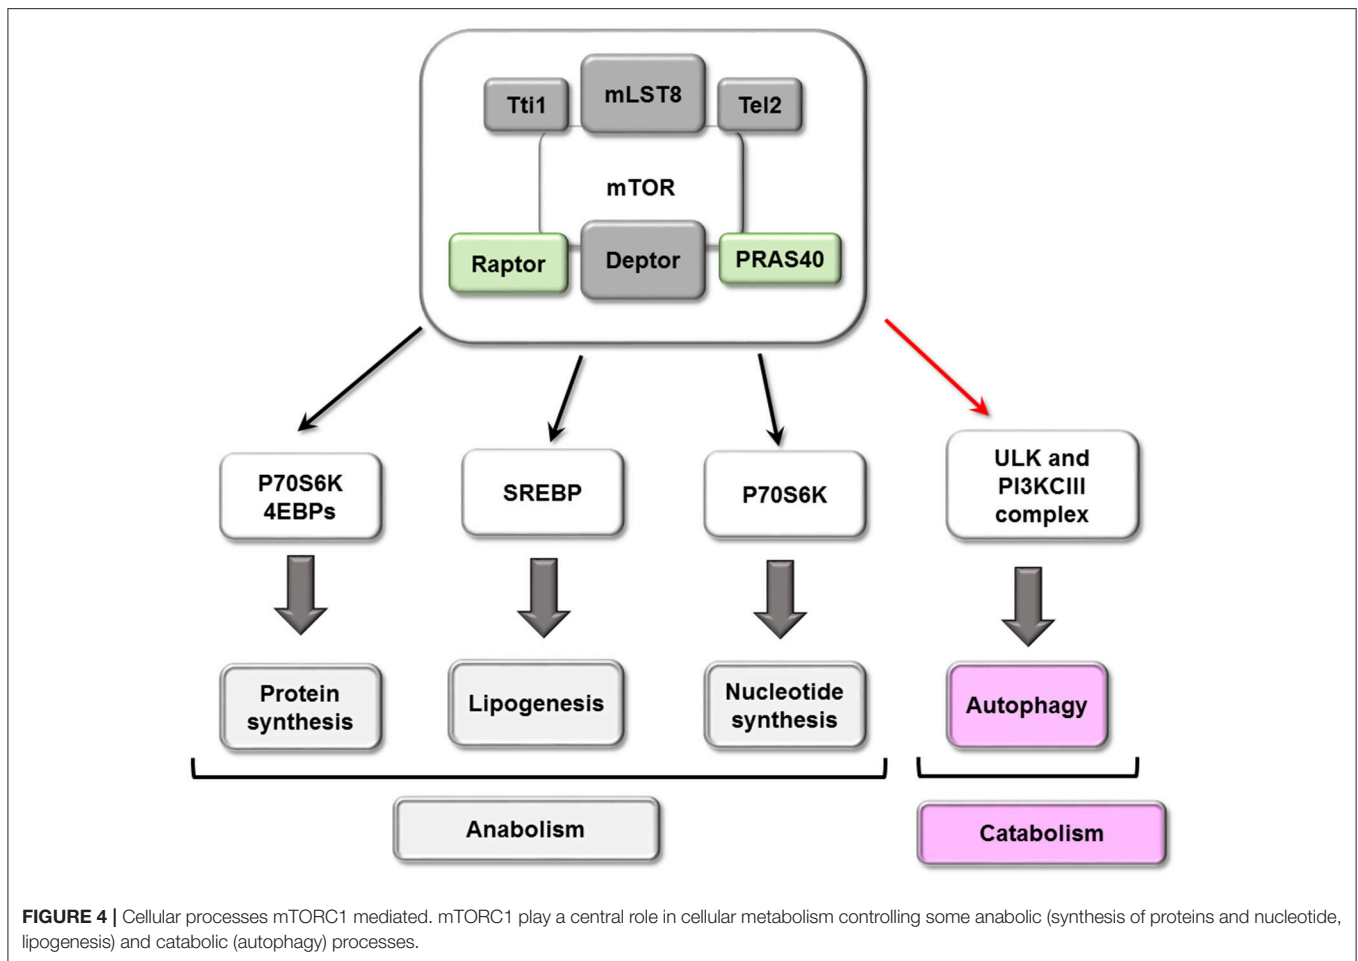 Tti1
mLST8
Tel2
mTOR
Raptor
Deptor
PRAS40
P70S6K
4EBPs
SREBP
P70S6K
ULK and
PI3KCIII
complex
Protein
synthesis
Lipogenesis
Nucleotide
synthesis
Autophagy
Anabolism
Catabolism
FIGURE 4 | Cellular processes mTORC1 mediated. mTORC1 play a central role in cellular metabolism controlling some anabolic (synthesis of proteins and nucleotide,
lipogenesis) and catabolic (autophagy) processes.